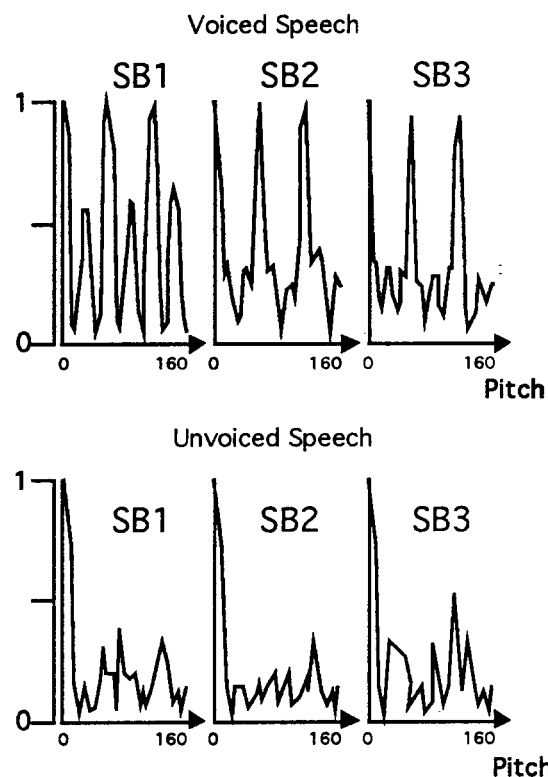 Voiced Speech
SB1 SB2 SB3
1
0
0 160 0 160 0 160
Pitch
Unvoiced Speech
1
SB1 SB2 SB3
0
0 160 0 160 0 160
Pitch